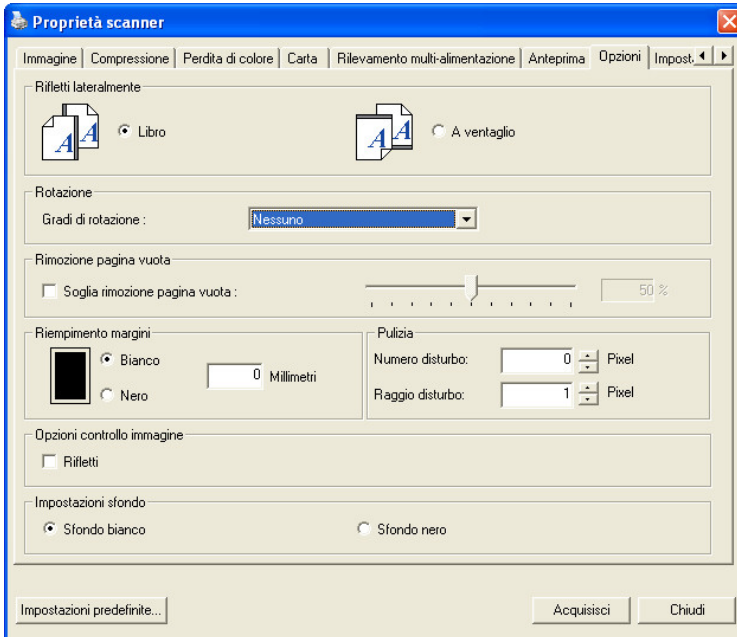 Proprietà scanner
Immagine Compressione Perdita di colore Carta Rilevamento multi-alimentazione Anteprima Opzioni Impost
Rifletti lateralmente
A A Libro A A A ventaglio
Rotazione
Gradi di rotazione : Nessuno
Rimozione pagina vuota
Soglia rimozione pagina vuota : 50 %
Riempimento margini
Bianco
0 Millimetri
Nero
Pulizia
Numero disturbo: 0 Pixel
Raggio disturbo: 1 Pixel
Opzioni controllo immagine
Rifletti
Impostazioni sfondo
Sfondo bianco Sfondo nero
Impostazioni predefinite... Acquisisci Chiudi